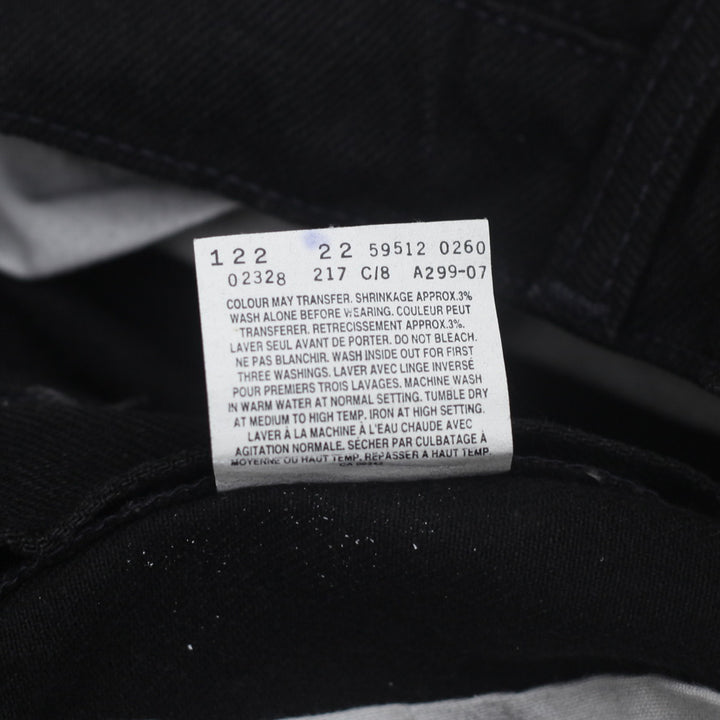 122 22 59512 0260
02328 217 C/8 A299-07
COLOUR MAY TRANSFER. SHRINKAGE APPROX.3%
WASH ALONE BEFORE WEARING. COULEUR PEUT
TRANSFERER. RETRECISSEMENT APPROX.3%.
LAVER SEUL AVANT DE PORTER. DO NOT BLEACH.
NE PAS BLANCHIR. WASH INSIDE OUT FOR FIRST
THREE WASHINGS. LAVER AVEC LINGE INVERSÉ
POUR PREMIERS TROIS LAVAGES. MACHINE WASH
IN WARM WATER AT NORMAL SETTING. TUMBLE DRY
AT MEDIUM TO HIGH TEMP. IRON AT HIGH SETTING.
LAVER À LA MACHINE À L'EAU CHAUDE AVEC
AGITATION NORMALE. SÉCHER PAR CULBATAGE À
MOYENNE OU HAUT TEMP. REPASSER A HAUT TEMP.